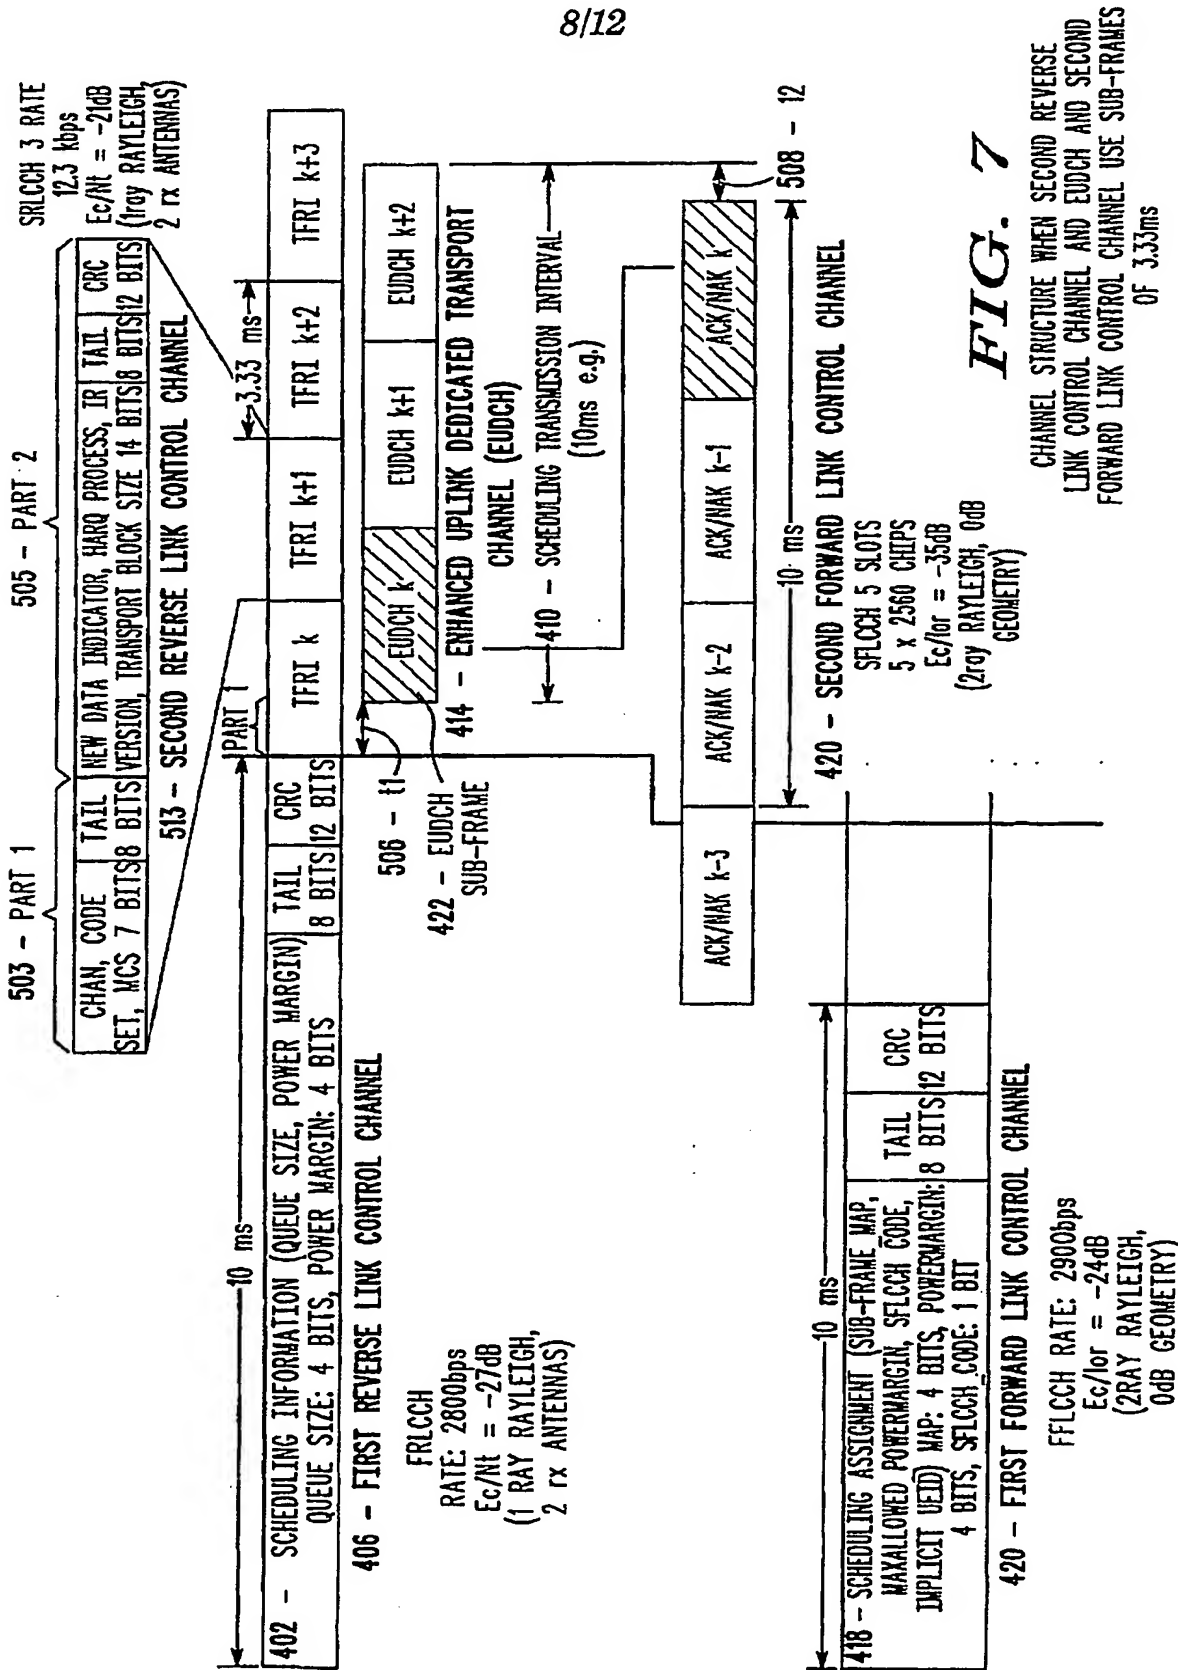 8/12
503 - PART 1
505 - PART 2
CHAN, CODE
SET, MCS 7 BITS
TAIL
8 BITS
NEW DATA INDICATOR, HARQ PROCESS, IR
VERSION, TRANSPORT BLOCK SIZE 14 BITS
TAIL
8 BITS
CRC
12 BITS
SRLCCH 3 RATE
12.3 kbps
Ec/Nt = -21dB
(1ray RAYLEIGH,
2 rx ANTENNAS)
513 - SECOND REVERSE LINK CONTROL CHANNEL
10 ms
PART 1
3.33 ms
402 - SCHEDULING INFORMATION (QUEUE SIZE, POWER MARGIN)
QUEUE SIZE: 4 BITS, POWER MARGIN: 4 BITS
TAIL
8 BITS
CRC
12 BITS
TFRI k
TFRI k+1
TFRI k+2
TFRI k+3
406 - FIRST REVERSE LINK CONTROL CHANNEL
FRLCCH
RATE: 2800bps
Ec/Nt = -27dB
(1 RAY RAYLEIGH,
2 rx ANTENNAS)
506 - t1
422 - EUDCH
SUB-FRAME
EUDCH k
EUDCH k+1
EUDCH k+2
414 - ENHANCED UPLINK DEDICATED TRANSPORT
CHANNEL (EUDCH)
410 - SCHEDULING TRANSMISSION INTERVAL
(10ms e.g.)
ACK/NAK k-3
ACK/NAK k-2
ACK/NAK k-1
ACK/NAK k
508 - 12
10 ms
420 - SECOND FORWARD LINK CONTROL CHANNEL
SFLCCH 5 SLOTS
5 x 2560 CHIPS
Ec/Ior = -35dB
(2ray RAYLEIGH, 0dB
GEOMETRY)
10 ms
418 - SCHEDULING ASSIGNMENT (SUB-FRAME MAP,
MAXALLOWED POWERMARGIN, SFLCCH CODE,
IMPLICIT UEID) MAP: 4 BITS, POWERMARGIN:
4 BITS, SFLCCH_CODE: 1 BIT
TAIL
8 BITS
CRC
12 BITS
420 - FIRST FORWARD LINK CONTROL CHANNEL
FFLCCH RATE: 2900bps
Ec/Ior = -24dB
(2RAY RAYLEIGH,
0dB GEOMETRY)
FIG. 7
CHANNEL STRUCTURE WHEN SECOND REVERSE
LINK CONTROL CHANNEL AND EUDCH AND SECOND
FORWARD LINK CONTROL CHANNEL USE SUB-FRAMES
OF 3.33ms